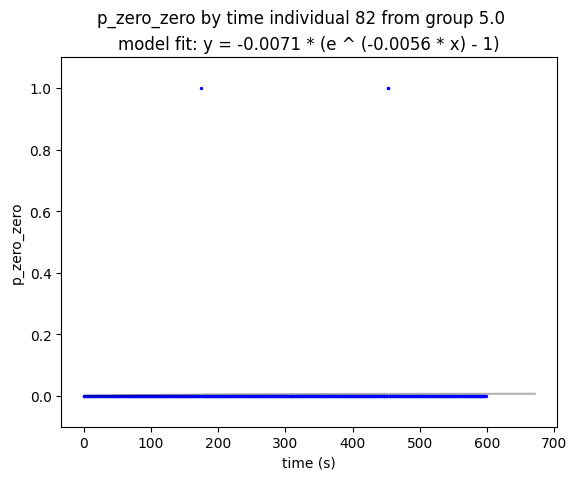 p_zero_zero by time individual 82 from group 5.0
model fit: y = -0.0071 * (e ^ (-0.0056 * x) - 1)
1.0
0.8
0.6
0.4
0.2
0.0
p_zero_zero
0 100 200 300 400 500 600 700
time (s)